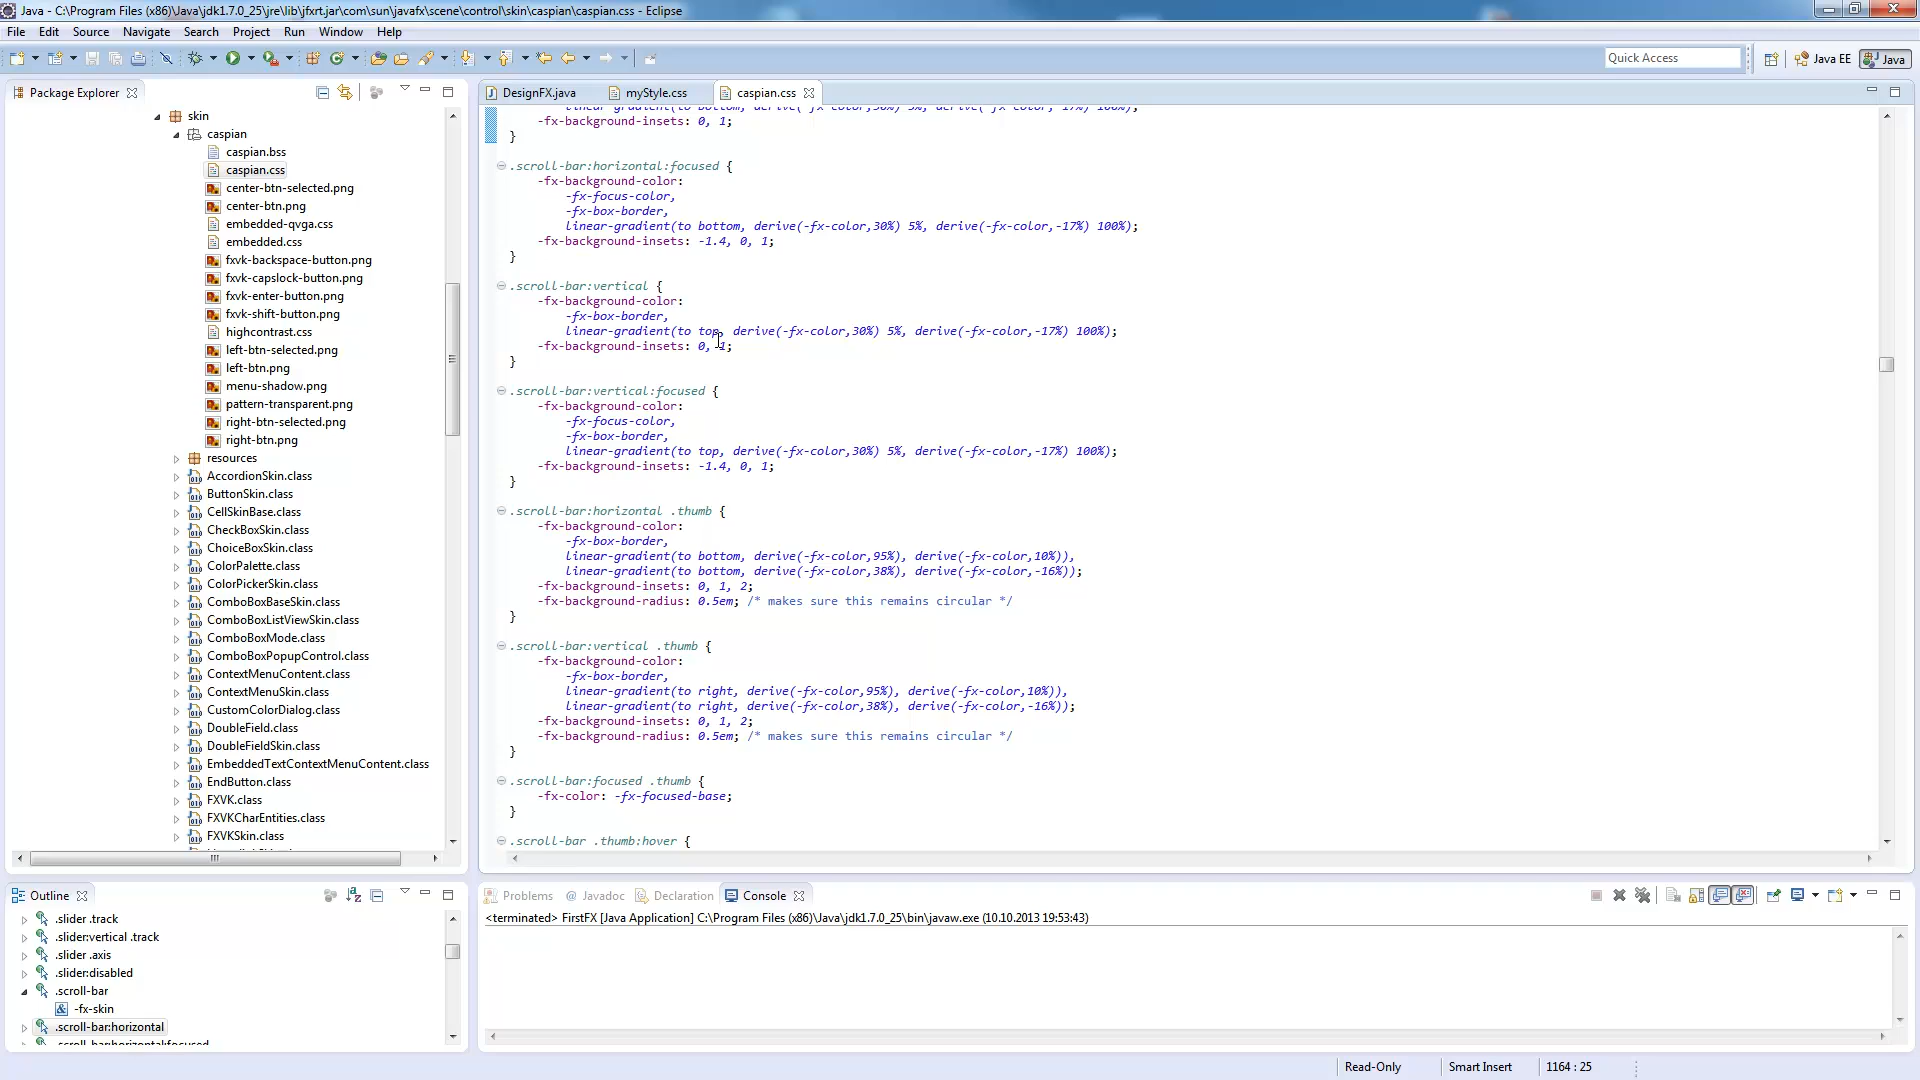 Java - C:\Program Files (x86)\Java\jdk1.7.0_25\jre\lib\jfxrt.jar\com\sun\javafx\scene\control\skin\caspian\caspian.css - Eclipse
File Edit Source Navigate Search Project Run Window Help
Quick Access
Java EE
Java
Package Explorer
skin
caspian
caspian.bss
caspian.css
center-btn-selected.png
center-btn.png
embedded-qvga.css
embedded.css
fxvk-backspace-button.png
fxvk-capslock-button.png
fxvk-enter-button.png
fxvk-shift-button.png
highcontrast.css
left-btn-selected.png
left-btn.png
menu-shadow.png
pattern-transparent.png
right-btn-selected.png
right-btn.png
resources
AccordionSkin.class
ButtonSkin.class
CellSkinBase.class
CheckBoxSkin.class
ChoiceBoxSkin.class
ColorPalette.class
ColorPickerSkin.class
ComboBoxBaseSkin.class
ComboBoxListViewSkin.class
ComboBoxMode.class
ComboBoxPopupControl.class
ContextMenuContent.class
ContextMenuSkin.class
CustomColorDialog.class
DoubleField.class
DoubleFieldSkin.class
EmbeddedTextContextMenuContent.class
EndButton.class
FXVK.class
FXVKCharEntities.class
FXVKSkin.class
DesignFX.java myStyle.css caspian.css
linear-gradient(to bottom, derive(-fx-color,30%) 5%, derive(-fx-color,-17%) 100%);
-fx-background-insets: 0, 1;
}
.scroll-bar:horizontal:focused {
-fx-background-color:
-fx-focus-color,
-fx-box-border,
linear-gradient(to bottom, derive(-fx-color,30%) 5%, derive(-fx-color,-17%) 100%);
-fx-background-insets: -1.4, 0, 1;
}
.scroll-bar:vertical {
-fx-background-color:
-fx-box-border,
linear-gradient(to top, derive(-fx-color,30%) 5%, derive(-fx-color,-17%) 100%);
-fx-background-insets: 0, 1;
}
.scroll-bar:vertical:focused {
-fx-background-color:
-fx-focus-color,
-fx-box-border,
linear-gradient(to top, derive(-fx-color,30%) 5%, derive(-fx-color,-17%) 100%);
-fx-background-insets: -1.4, 0, 1;
}
.scroll-bar:horizontal .thumb {
-fx-background-color:
-fx-box-border,
linear-gradient(to bottom, derive(-fx-color,95%), derive(-fx-color,10%)),
linear-gradient(to bottom, derive(-fx-color,38%), derive(-fx-color,-16%));
-fx-background-insets: 0, 1, 2;
-fx-background-radius: 0.5em; /* makes sure this remains circular */
}
.scroll-bar:vertical .thumb {
-fx-background-color:
-fx-box-border,
linear-gradient(to right, derive(-fx-color,95%), derive(-fx-color,10%)),
linear-gradient(to right, derive(-fx-color,38%), derive(-fx-color,-16%));
-fx-background-insets: 0, 1, 2;
-fx-background-radius: 0.5em; /* makes sure this remains circular */
}
.scroll-bar:focused .thumb {
-fx-color: -fx-focused-base;
}
.scroll-bar .thumb:hover {
Outline
.slider .track
.slider:vertical .track
.slider .axis
.slider:disabled
.scroll-bar
-fx-skin
.scroll-bar:horizontal
.scroll-bar:horizontal:focused
Problems @ Javadoc Declaration Console
<terminated> FirstFX [Java Application] C:\Program Files (x86)\Java\jdk1.7.0_25\bin\javaw.exe (10.10.2013 19:53:43)
Read-Only Smart Insert 1164 : 25